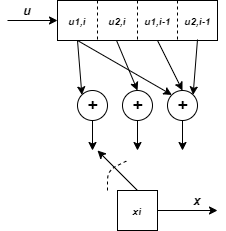 u
u1,i u2,i u1,i-1 u2,i-1
+ + +
x
xi